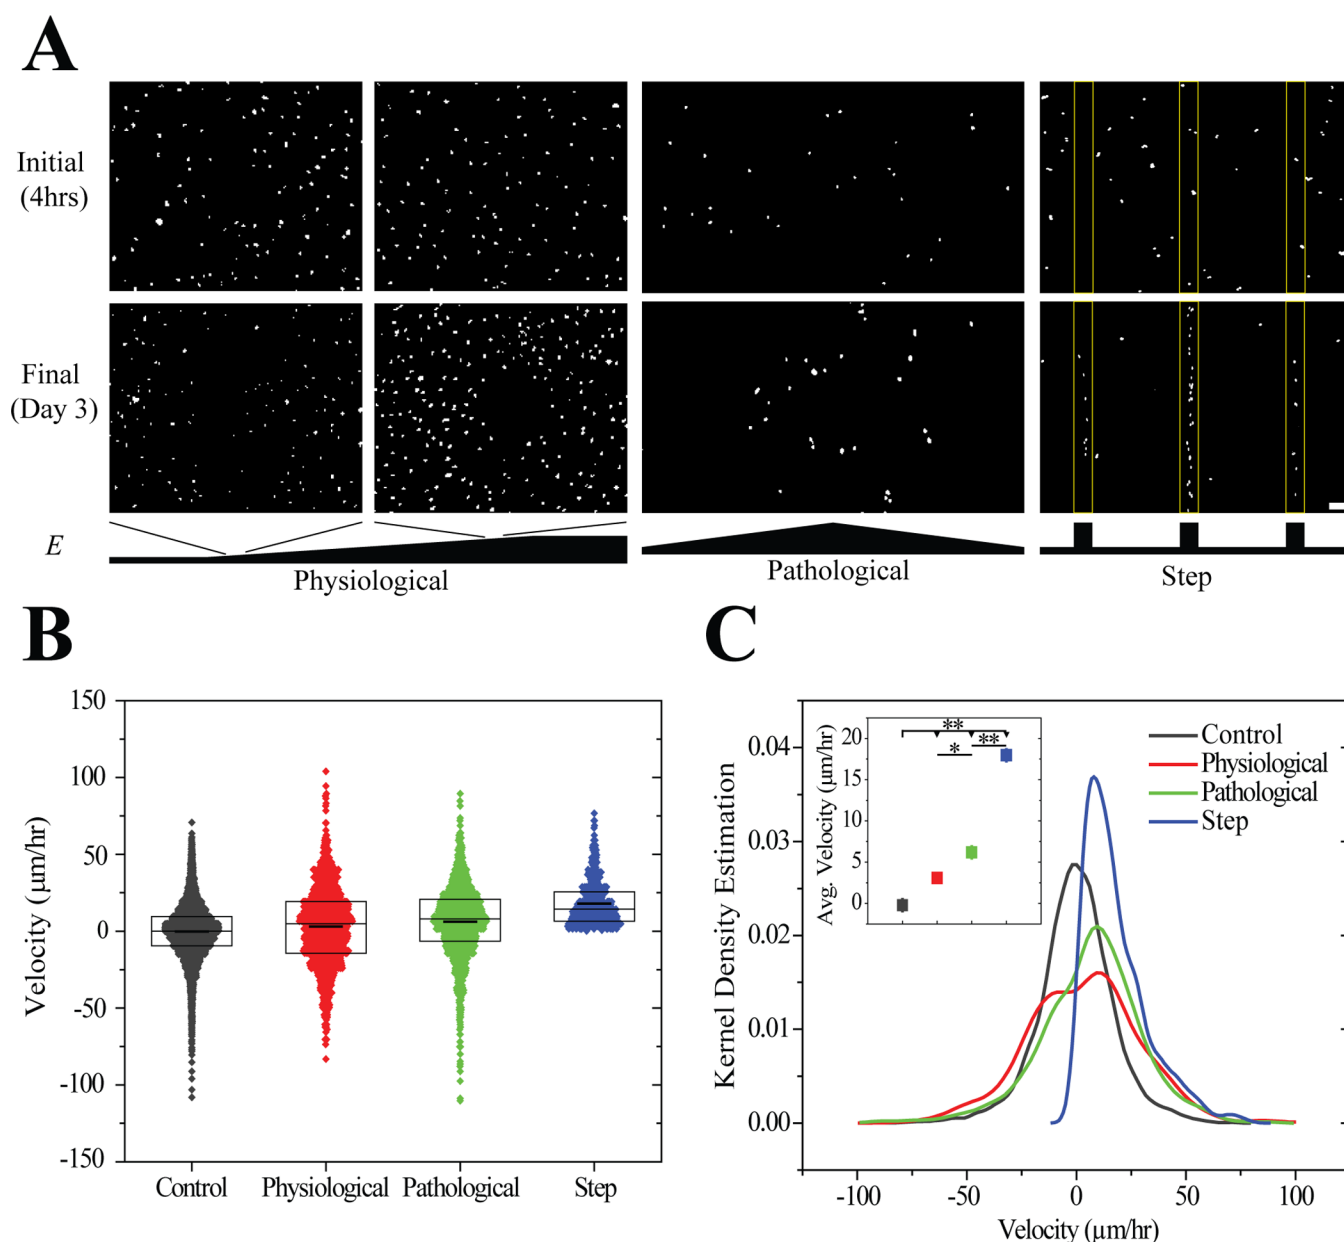 A
Initial
(4hrs)
Final
(Day 3)
E
Physiological
Pathological
Step
B
Velocity (µm/hr)
150
100
50
0
-50
-100
-150
Control
Physiological
Pathological
Step
C
Kernel Density Estimation
0.04
0.03
0.02
0.01
0.00
-100
-50
0
50
100
Velocity (µm/hr)
Avg. Velocity (µm/hr)
20
15
10
5
0
**
*
**
Control
Physiological
Pathological
Step